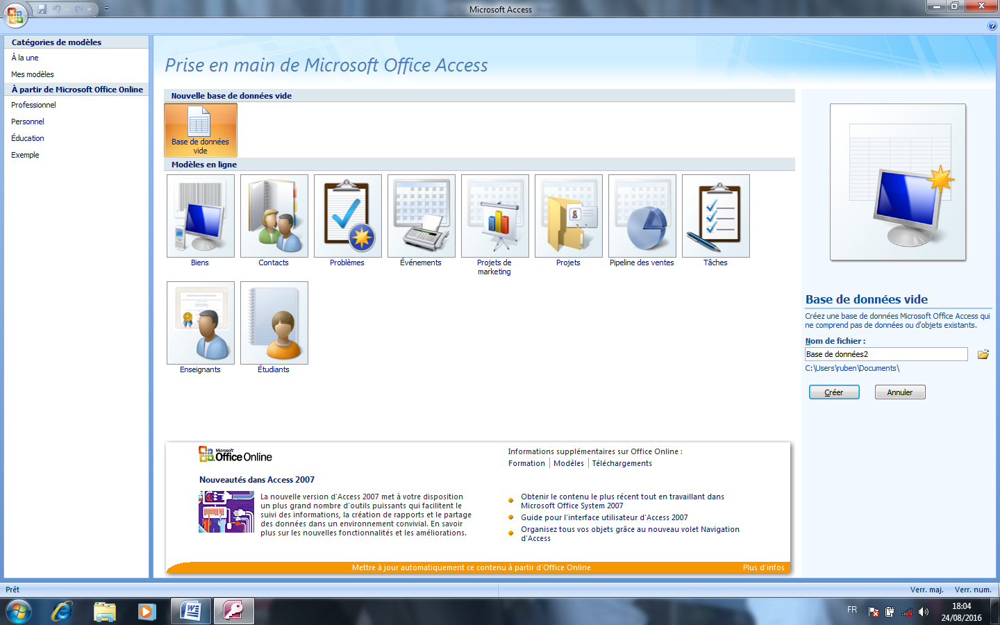 Microsoft Access
Catégories de modèles
À la une
Mes modèles
À partir de Microsoft Office Online
Professionnel
Personnel
Éducation
Exemple
Prise en main de Microsoft Office Access
Nouvelle base de données vide
Base de données
vide
Modèles en ligne
Biens
Contacts
Problèmes
Événements
Projets de
marketing
Projets
Pipeline des ventes
Tâches
Enseignants
Étudiants
Base de données vide
Créez une base de données Microsoft Office Access qui
ne comprend pas de données ou d'objets existants.
Nom de fichier :
Base de données2
C:\Users\ruben\Documents\
Créer
Annuler
Microsoft®
Office Online
Nouveautés dans Access 2007
La nouvelle version d'Access 2007 met à votre disposition
un plus grand nombre d'outils puissants qui facilitent le
suivi des informations, la création de rapports et le partage
des données dans un environnement convivial. En savoir
plus sur les nouvelles fonctionnalités et les améliorations.
Informations supplémentaires sur Office Online :
Formation | Modèles | Téléchargements
Obtenir le contenu le plus récent tout en travaillant dans
Microsoft Office System 2007
Guide pour l'interface utilisateur d'Access 2007
Organisez tous vos objets grâce au nouveau volet Navigation
d'Access
Mettre à jour automatiquement ce contenu à partir d'Office Online
Plus d'infos
Prêt
Verr. maj.
Verr. num.
FR
18:04
24/08/2016